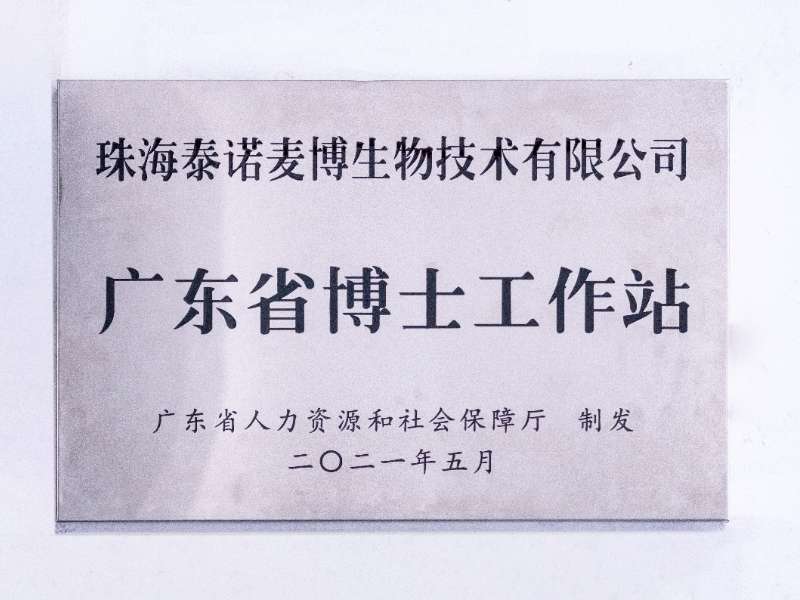 珠海泰诺麦博生物技术有限公司
广东省博士工作站
广东省人力资源和社会保障厅 制发
二〇二一年五月